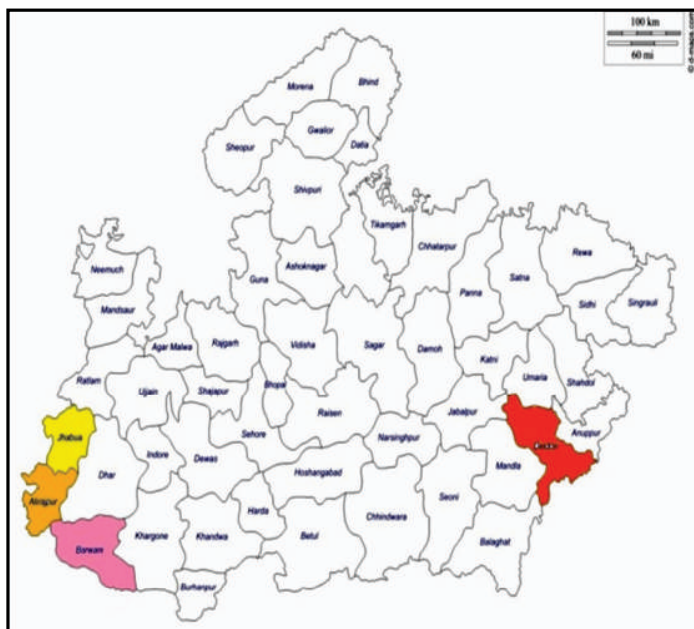 100 km
60 mi
© d-maps.com
Morena
Bhind
Gwalior
Sheopur
Datia
Shivpuri
Tikamgarh
Chhatarpur
Rewa
Neemuch
Guna
Ashoknagar
Panna
Satna
Sidhi
Singrauli
Mandsaur
Agar Malwa
Rajgarh
Vidisha
Sagar
Damoh
Katni
Umaria
Shahdol
Ratlam
Ujjain
Shajapur
Bhopal
Raisen
Jabalpur
Jhabua
Indore
Dewas
Sehore
Narsinghpur
Anuppur
Dhar
Hoshangabad
Mandla
Alirajpur
Seoni
Chhindwara
Harda
Barwani
Khargone
Khandwa
Betul
Balaghat
Burhanpur